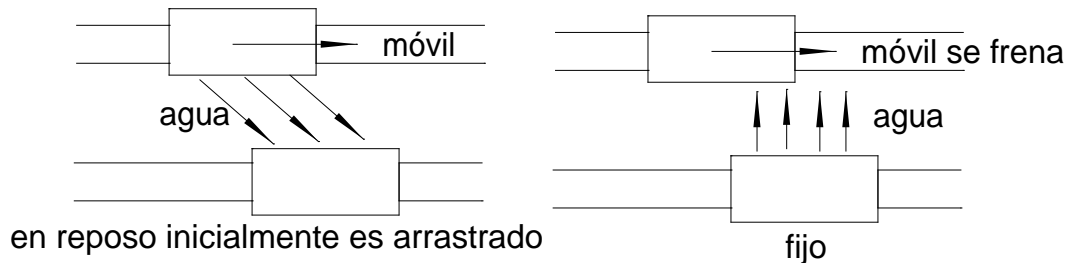 móvil
agua
en reposo inicialmente es arrastrado
móvil se frena
agua
fijo